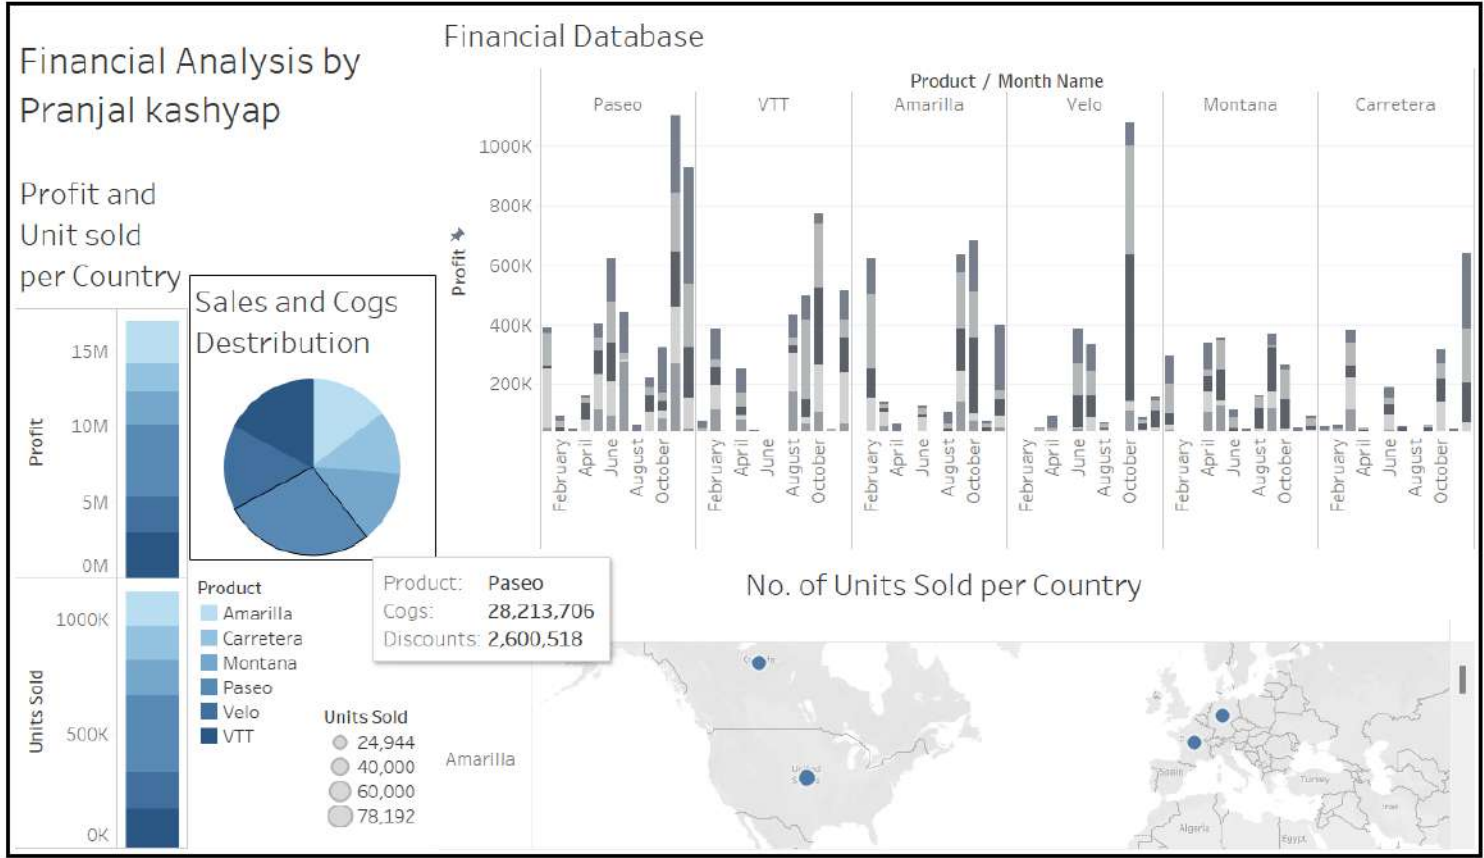 Financial Analysis by
Pranjal kashyap
Profit and
Unit sold
per Country
Profit
15M
10M
5M
0M
Units Sold
1000K
500K
0K
Sales and Cogs
Destribution
Product
Amarilla
Carretera
Montana
Paseo
Velo
VTT
Product: Paseo
Cogs: 28,213,706
Discounts: 2,600,518
Units Sold
24,944
40,000
60,000
78,192
Financial Database
Product / Month Name
Paseo VTT Amarilla Velo Montana Carretera
Profit
1000K
800K
600K
400K
200K
February April June August October February April June August October February April June August October February April June August October February April June August October February April June August October
No. of Units Sold per Country
Amarilla
Spain
Turkey
Iran
Algeria
Egypt